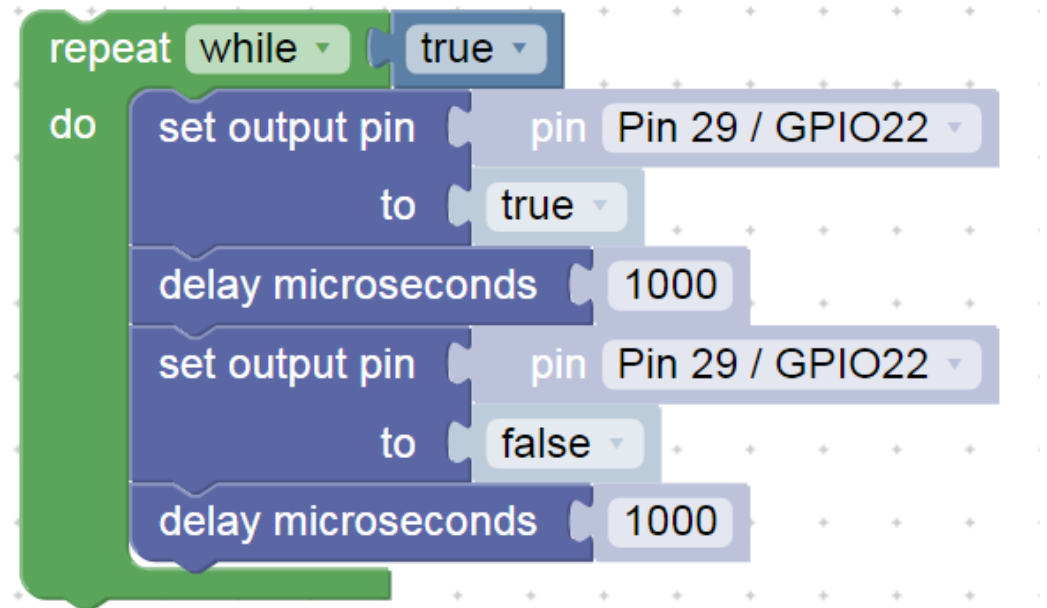 repeat while true
do set output pin pin Pin 29 / GPIO22
to true
delay microseconds 1000
set output pin pin Pin 29 / GPIO22
to false
delay microseconds 1000